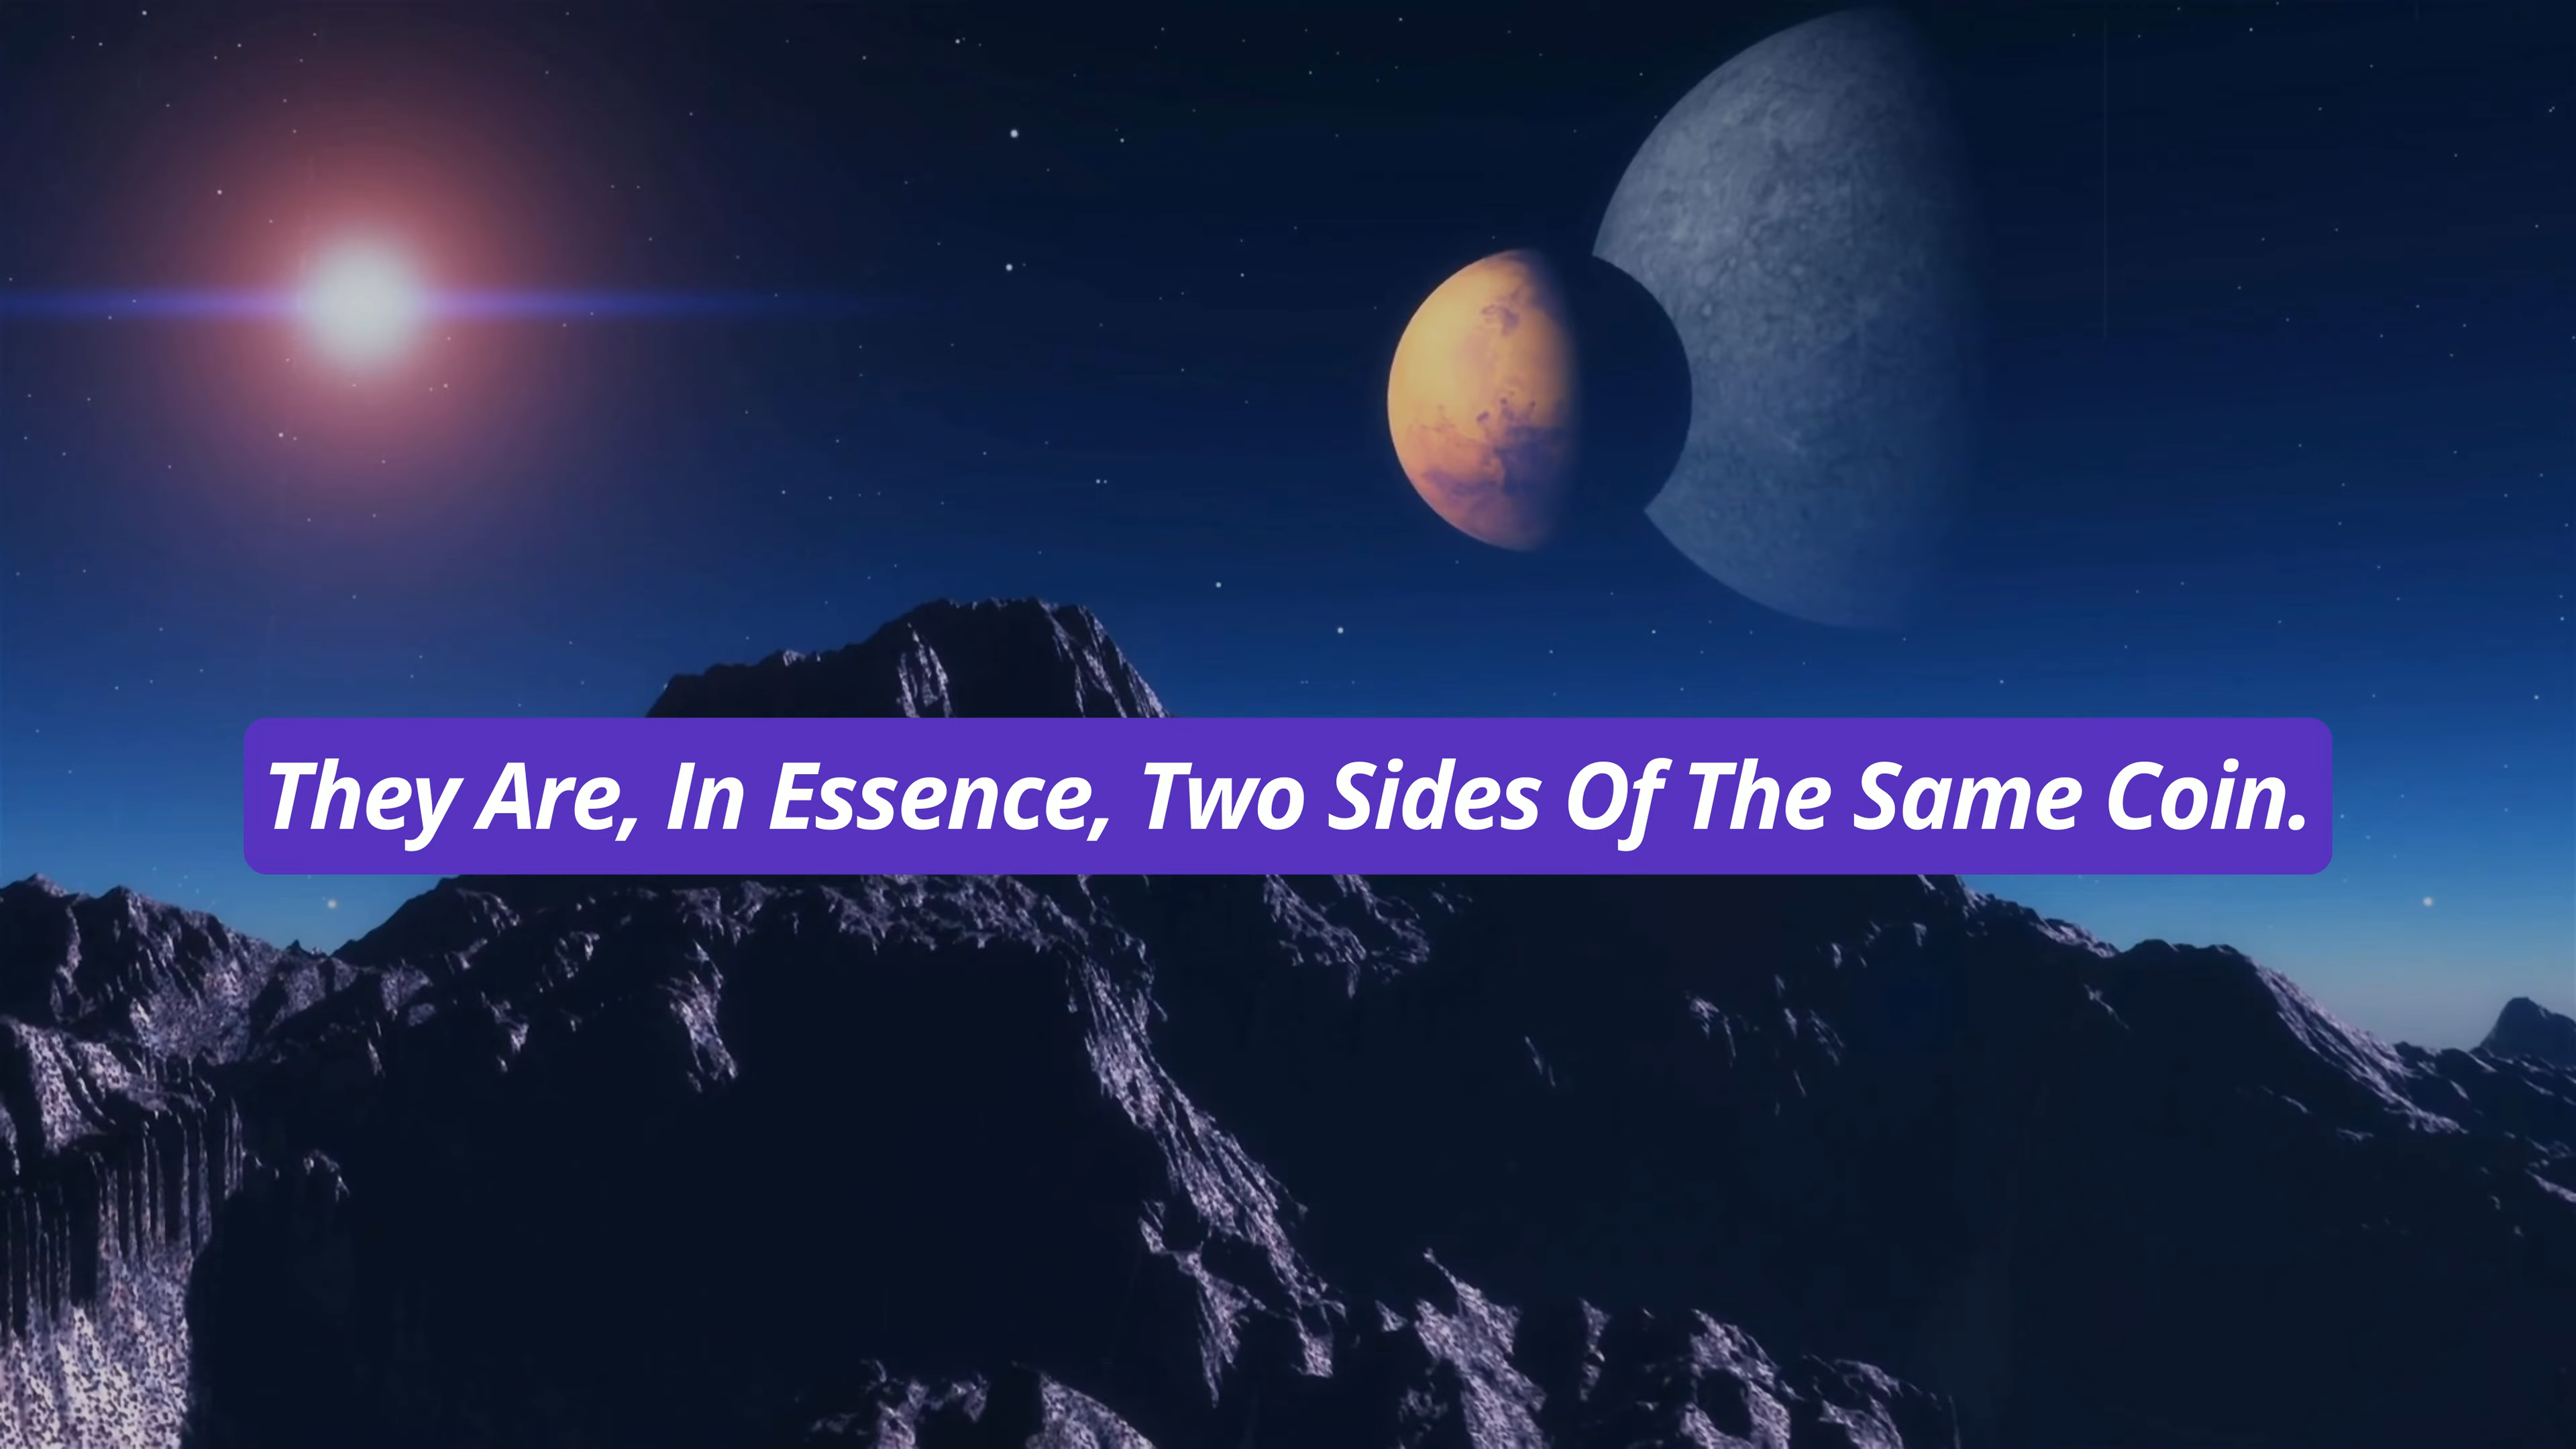 They Are, In Essence, Two Sides Of The Same Coin.